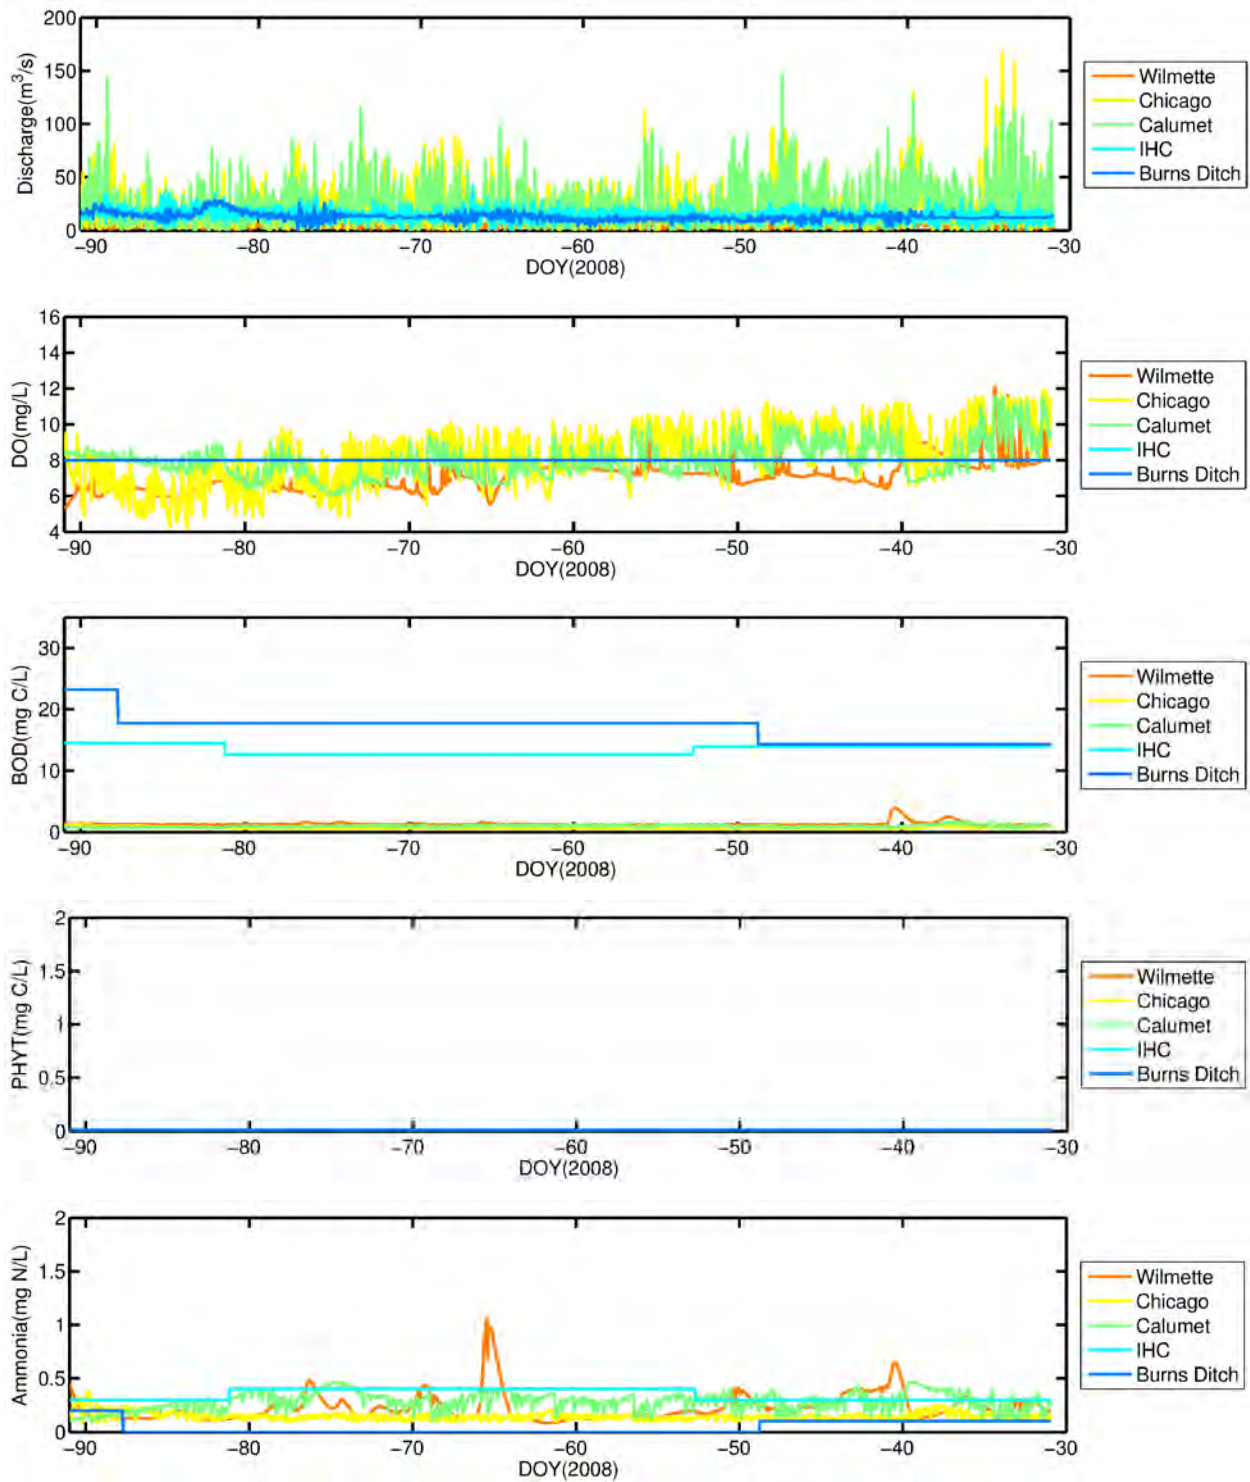 200
150
100
50
0
Discharge(m³/s)
−90 −80 −70 −60 −50 −40 −30
DOY(2008)
Wilmette
Chicago
Calumet
IHC
Burns Ditch
16
14
12
10
8
6
4
DO(mg/L)
−90 −80 −70 −60 −50 −40 −30
DOY(2008)
Wilmette
Chicago
Calumet
IHC
Burns Ditch
30
20
10
0
BOD(mg C/L)
−90 −80 −70 −60 −50 −40 −30
DOY(2008)
Wilmette
Chicago
Calumet
IHC
Burns Ditch
2
1.5
1
0.5
0
PHYT(mg C/L)
−90 −80 −70 −60 −50 −40 −30
DOY(2008)
Wilmette
Chicago
Calumet
IHC
Burns Ditch
2
1.5
1
0.5
0
Ammonia(mg N/L)
−90 −80 −70 −60 −50 −40 −30
DOY(2008)
Wilmette
Chicago
Calumet
IHC
Burns Ditch